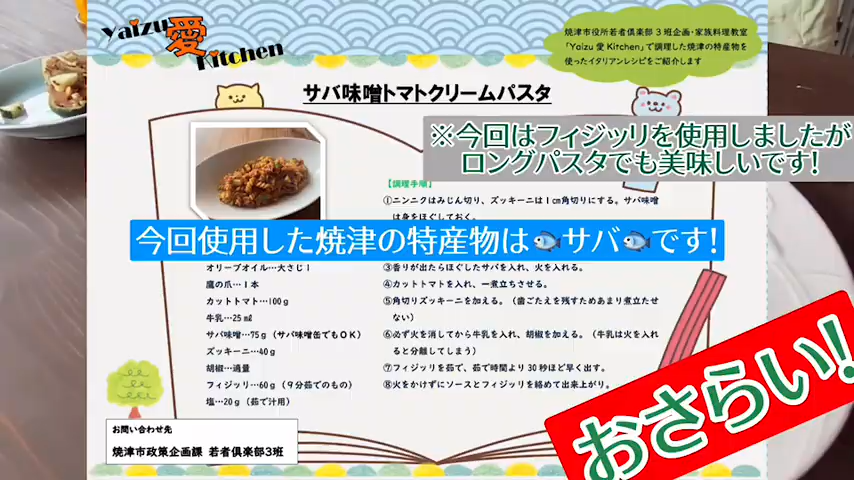 Yaizu愛Kitchen
焼津市役所若者倶楽部3班企画・家族料理教室
「Yaizu 愛 Kitchen」で調理した焼津の特産物を
使ったイタリアンレシピをご紹介します
サバ味噌トマトクリームパスタ
※今回はフィジッリを使用しましたが
ロングパスタでも美味しいです!
【調理手順】
①ニンニクはみじん切り、ズッキーニは1㎝角切りにする。サバ味噌
は身をほぐしておく。
今回使用した焼津の特産物は🐟サバ🐟です!
オリーブオイル…大さじ1
鷹の爪…1本
カットトマト…100g
牛乳…25㎖
サバ味噌…75g(サバ味噌缶でもOK)
ズッキーニ…40g
胡椒…適量
フィジッリ…60g(9分茹でのもの)
塩…20g(茹で汁用)
③香りが出たらほぐしたサバを入れ、火を入れる。
④カットトマトを入れ、一煮立ちさせる。
⑤角切りズッキーニを加える。(歯ごたえを残すためあまり煮立たせ
ない)
⑥必ず火を消してから牛乳を入れ、胡椒を加える。(牛乳は火を入れ
ると分離してしまう)
⑦フィジッリを茹で、茹で時間より30秒ほど早く出す。
⑧火をかけずにソースとフィジッリを絡めて出来上がり。
おさらい!
お問い合わせ先
焼津市政策企画課 若者倶楽部3班